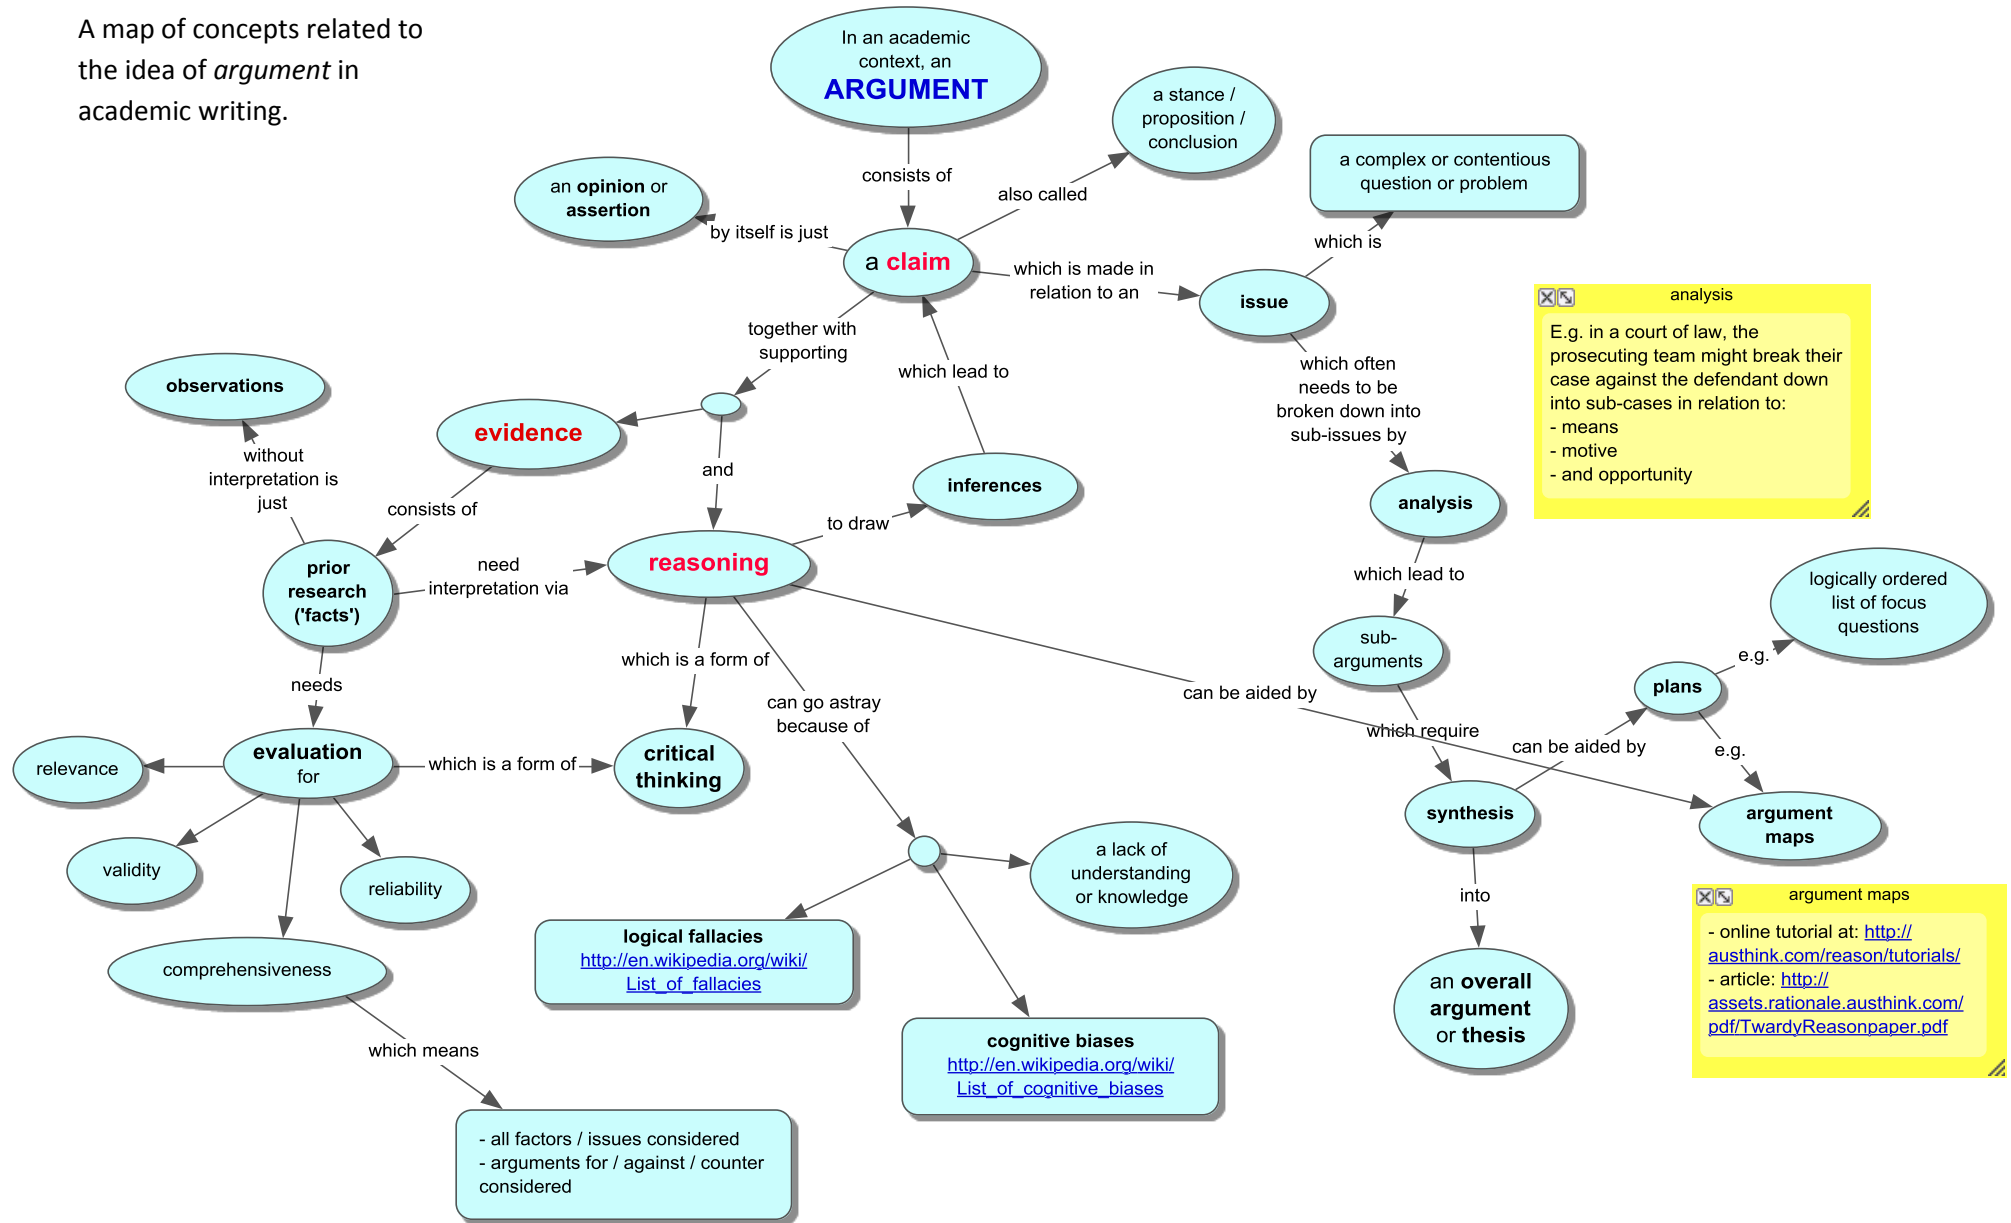 A map of concepts related to
the idea of argument in
academic writing.
In an academic
context, an
ARGUMENT
consists of
a stance /
proposition /
conclusion
also called
a complex or contentious
question or problem
which is
an opinion or
assertion
by itself is just
a claim
which is made in
relation to an
issue
analysis
E.g. in a court of law, the
prosecuting team might break their
case against the defendant down
into sub-cases in relation to:
- means
- motive
- and opportunity
together with
supporting
which lead to
which often
needs to be
broken down into
sub-issues by
observations
evidence
without
interpretation is
just
consists of
and
inferences
to draw
analysis
prior
research
('facts')
need
interpretation via
reasoning
which lead to
logically ordered
list of focus
questions
sub-
arguments
e.g.
plans
needs
which is a form of
can go astray
because of
can be aided by
which require
can be aided by
e.g.
relevance
evaluation
for
which is a form of
critical
thinking
synthesis
argument
maps
validity
reliability
a lack of
understanding
or knowledge
into
argument maps
- online tutorial at: http://
austhink.com/reason/tutorials/
- article: http://
assets.rationale.austhink.com/
pdf/TwardyReasonpaper.pdf
comprehensiveness
logical fallacies
http://en.wikipedia.org/wiki/
List_of_fallacies
an overall
argument
or thesis
which means
cognitive biases
http://en.wikipedia.org/wiki/
List_of_cognitive_biases
- all factors / issues considered
- arguments for / against / counter
considered